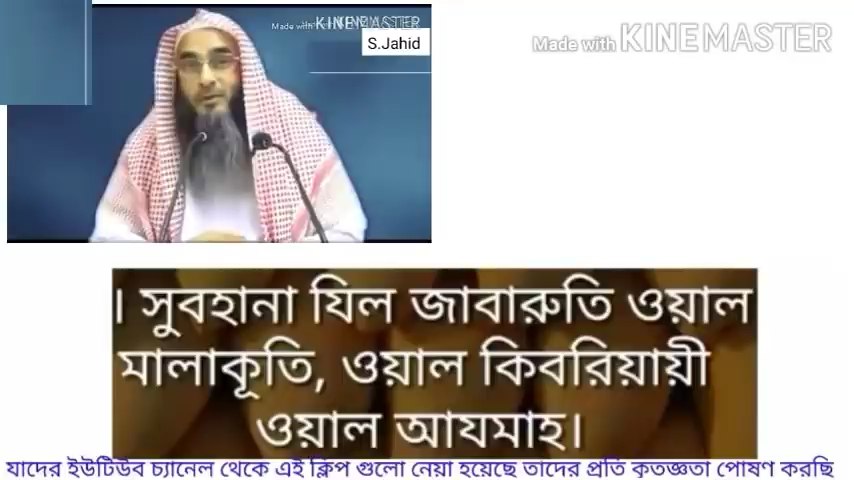 Made with KINEMASTER
S.Jahid
Made with KINEMASTER
। সুবহানা যিল জাবারুতি ওয়াল
মালাকূতি, ওয়াল কিবরিয়ায়ী
ওয়াল আযমাহ।
যাদের ইউটিউব চ্যানেল থেকে এই ক্লিপ গুলো নেয়া হয়েছে তাদের প্রতি কৃতজ্ঞতা পোষণ করছি